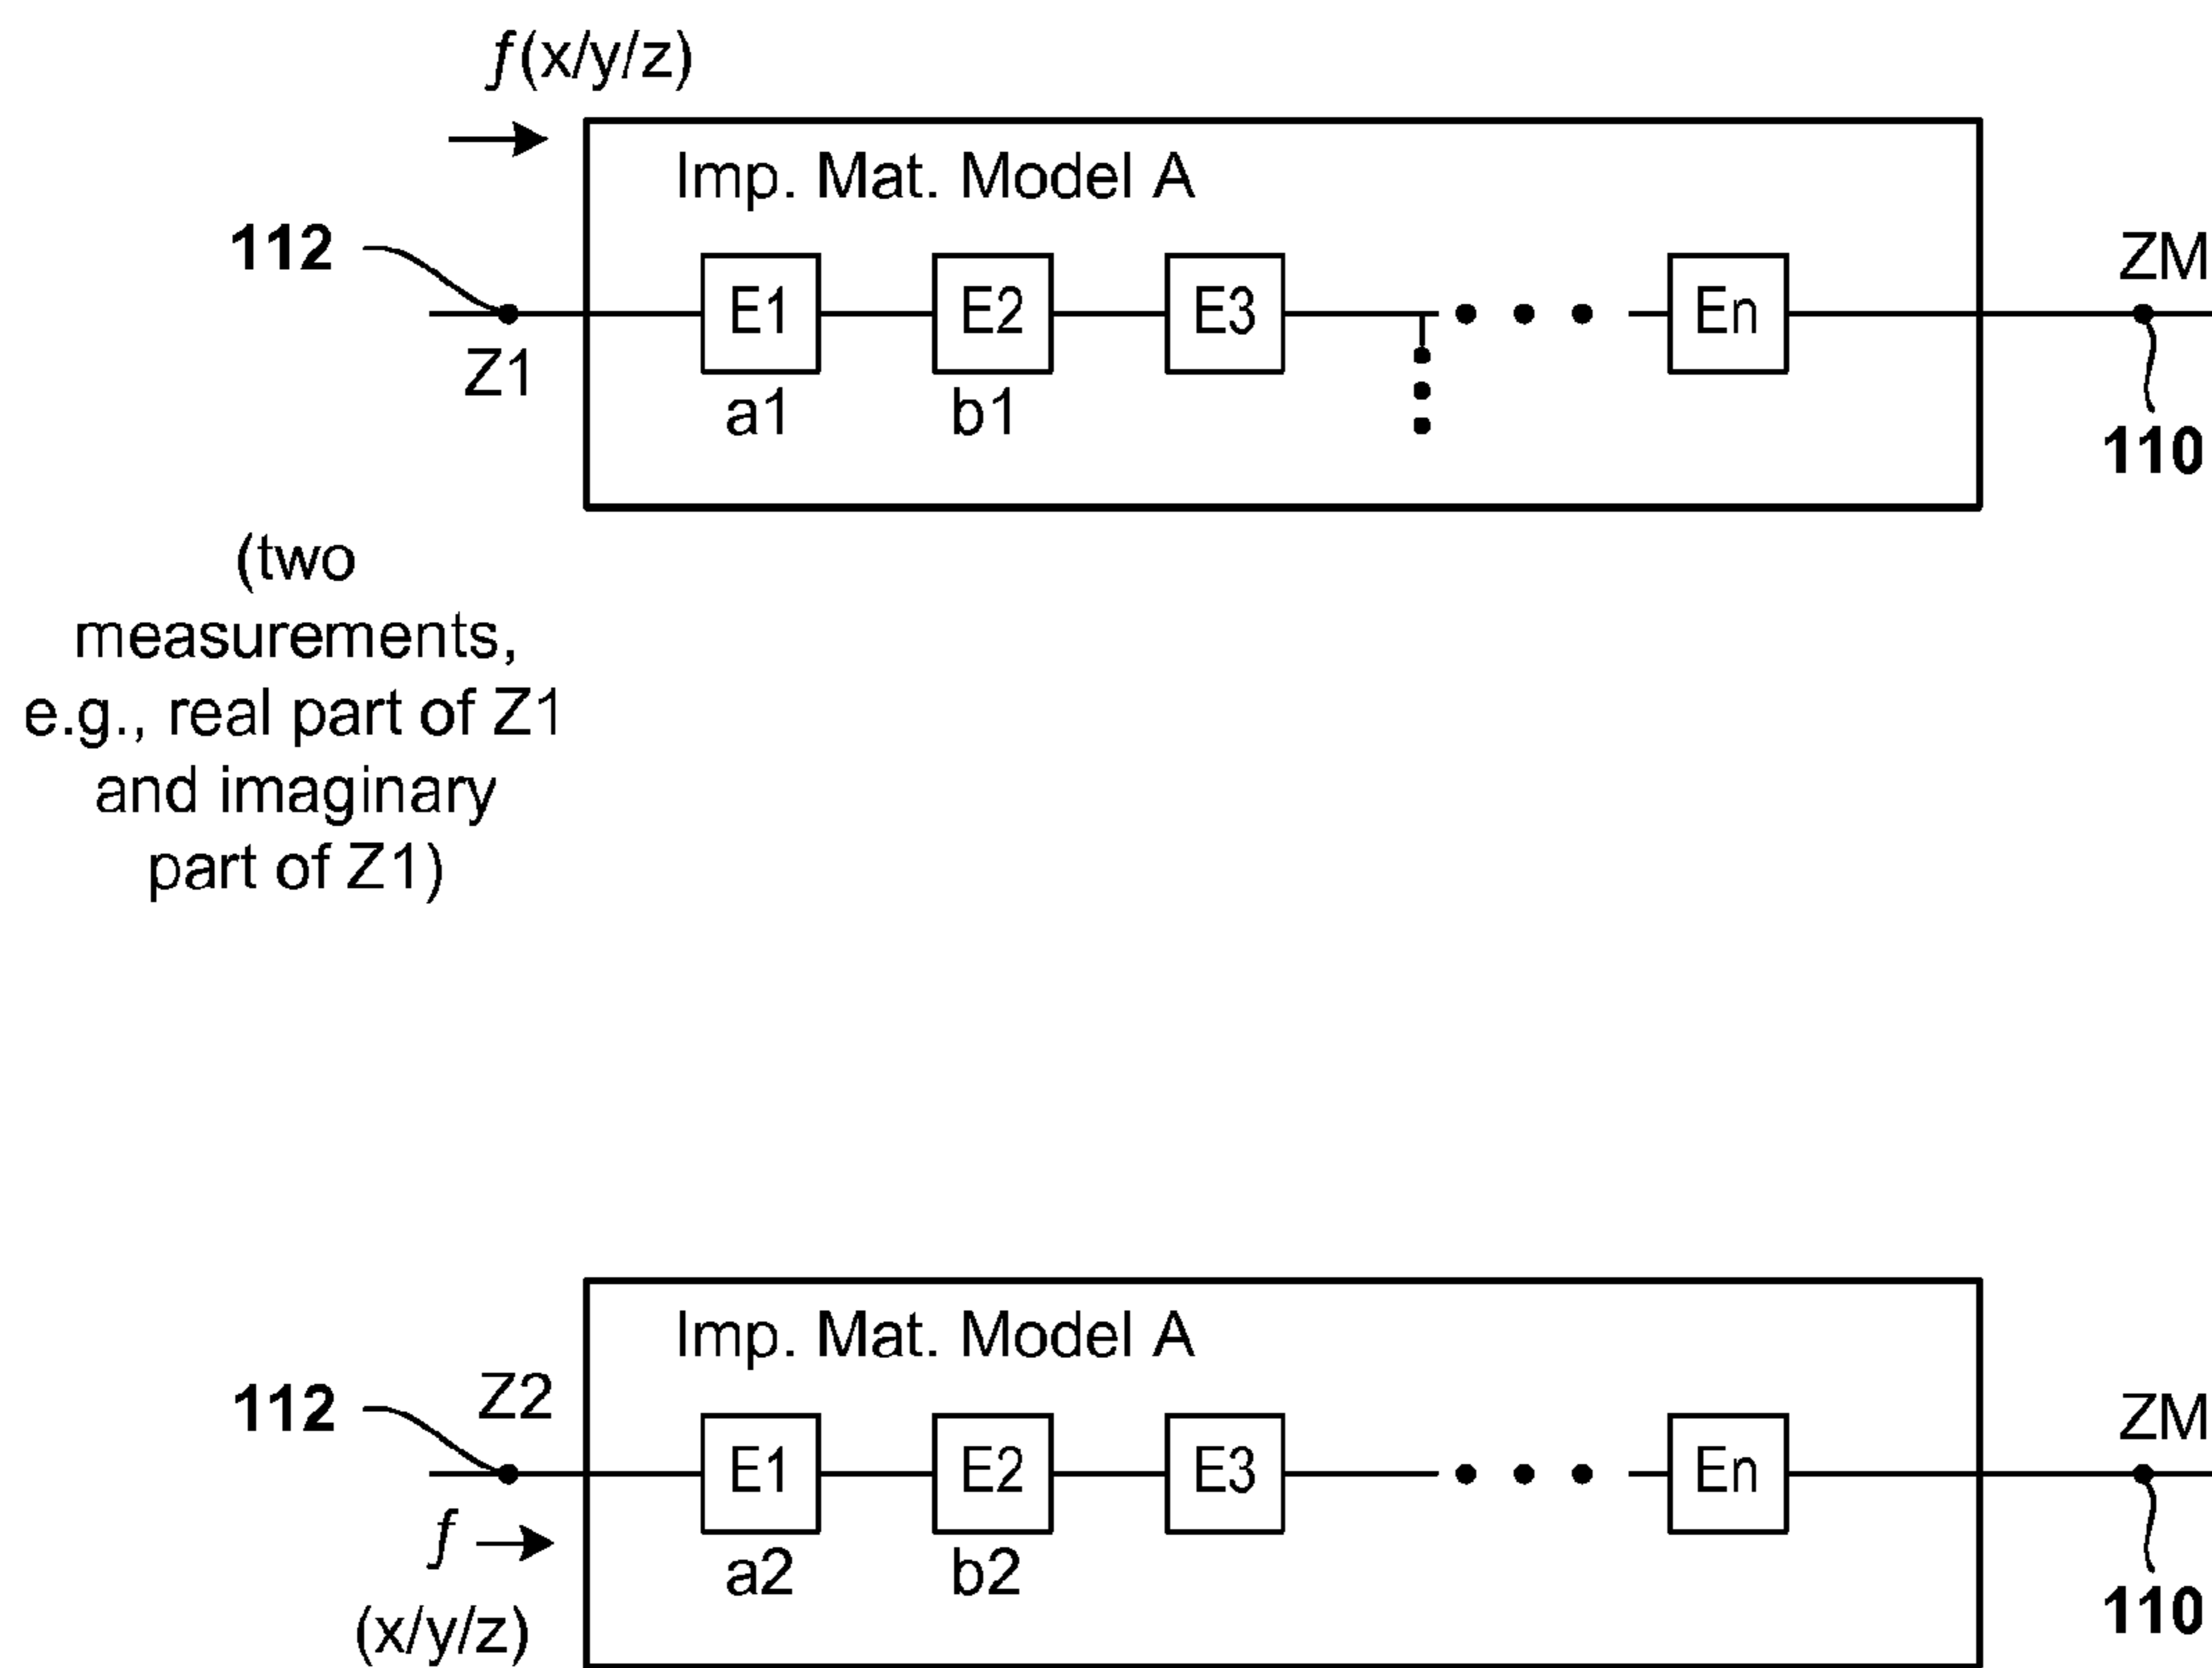 f(x/y/z)
Imp. Mat. Model A
112
ZM
E1 E2 E3 En
Z1
a1 b1
110
(two
measurements,
e.g., real part of Z1
and imaginary
part of Z1)
Imp. Mat. Model A
112
Z2
ZM
E1 E2 E3 En
f
a2 b2
(x/y/z)
110